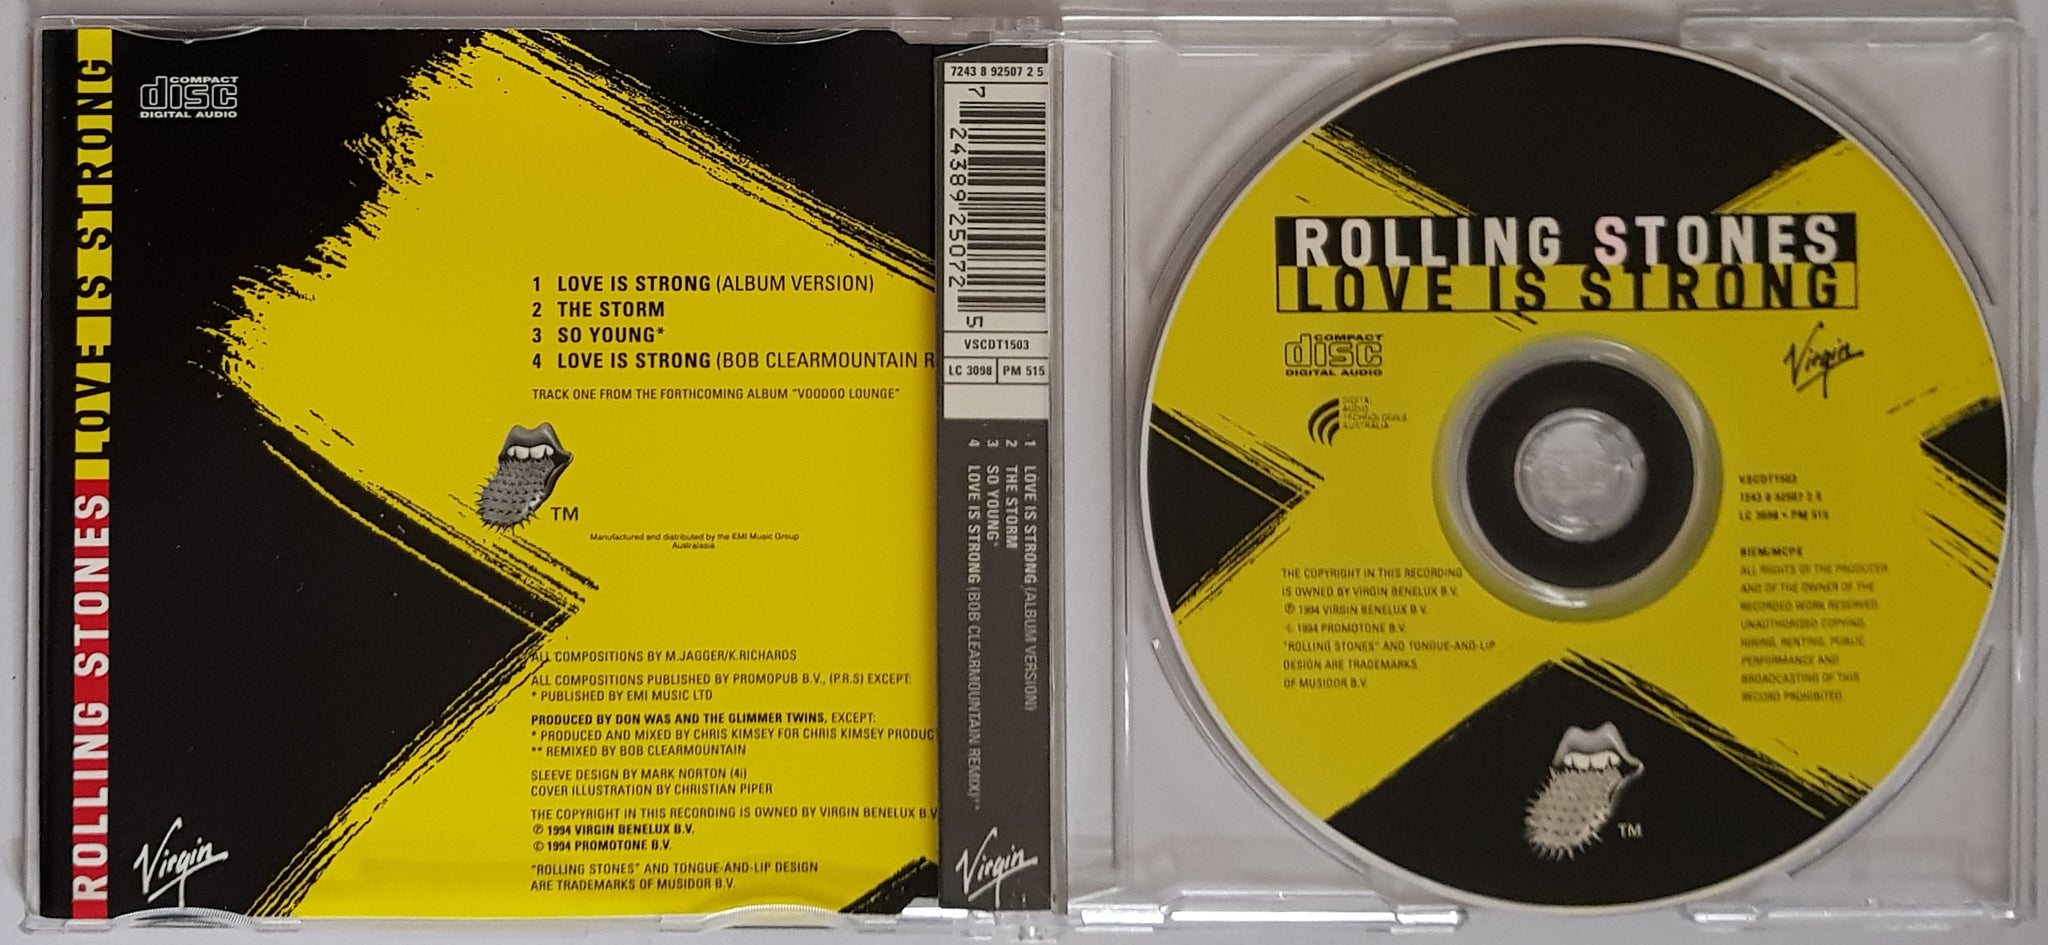 ROLLING STONES LOVE IS STRONG
COMPACT
disc
DIGITAL AUDIO
1 LOVE IS STRONG (ALBUM VERSION)
2 THE STORM
3 SO YOUNG*
4 LOVE IS STRONG (BOB CLEARMOUNTAIN R
TRACK ONE FROM THE FORTHCOMING ALBUM "VOODOO LOUNGE"
TM
Manufactured and distributed by the EMI Music Group
Australasia.
ALL COMPOSITIONS BY M.JAGGER/K.RICHARDS
ALL COMPOSITIONS PUBLISHED BY PROMOPUB B.V., (P.R.S) EXCEPT:
* PUBLISHED BY EMI MUSIC LTD
PRODUCED BY DON WAS AND THE GLIMMER TWINS, EXCEPT:
* PRODUCED AND MIXED BY CHRIS KIMSEY FOR CHRIS KIMSEY PRODUC
** REMIXED BY BOB CLEARMOUNTAIN
SLEEVE DESIGN BY MARK NORTON (4i)
COVER ILLUSTRATION BY CHRISTIAN PIPER
THE COPYRIGHT IN THIS RECORDING IS OWNED BY VIRGIN BENELUX B.V
℗ 1994 VIRGIN BENELUX B.V.
© 1994 PROMOTONE B.V.
"ROLLING STONES" AND TONGUE-AND-LIP DESIGN
ARE TRADEMARKS OF MUSIDOR B.V.
Virgin
7243 8 92507 2 5
7 24389 25072 5
VSCDT1503
LC 3098 PM 515
1 LOVE IS STRONG (ALBUM VERSION)
2 THE STORM
3 SO YOUNG*
4 LOVE IS STRONG (BOB CLEARMOUNTAIN REMIX)**
Virgin
ROLLING STONES
LOVE IS STRONG
COMPACT
disc
DIGITAL AUDIO
Virgin
DIGITAL
AUDIO
TECHNOLOGIES
AUSTRALIA
VSCDT1503
7243 8 92507 2 5
LC 3098 • PM 515
BIEM/MCPS
ALL RIGHTS OF THE PRODUCER
AND OF THE OWNER OF THE
RECORDED WORK RESERVED.
UNAUTHORISED COPYING,
HIRING, RENTING, PUBLIC
PERFORMANCE AND
BROADCASTING OF THIS
RECORD PROHIBITED.
THE COPYRIGHT IN THIS RECORDING
IS OWNED BY VIRGIN BENELUX B.V.
℗ 1994 VIRGIN BENELUX B.V.
© 1994 PROMOTONE B.V.
"ROLLING STONES" AND TONGUE-AND-LIP
DESIGN ARE TRADEMARKS
OF MUSIDOR B.V.
TM